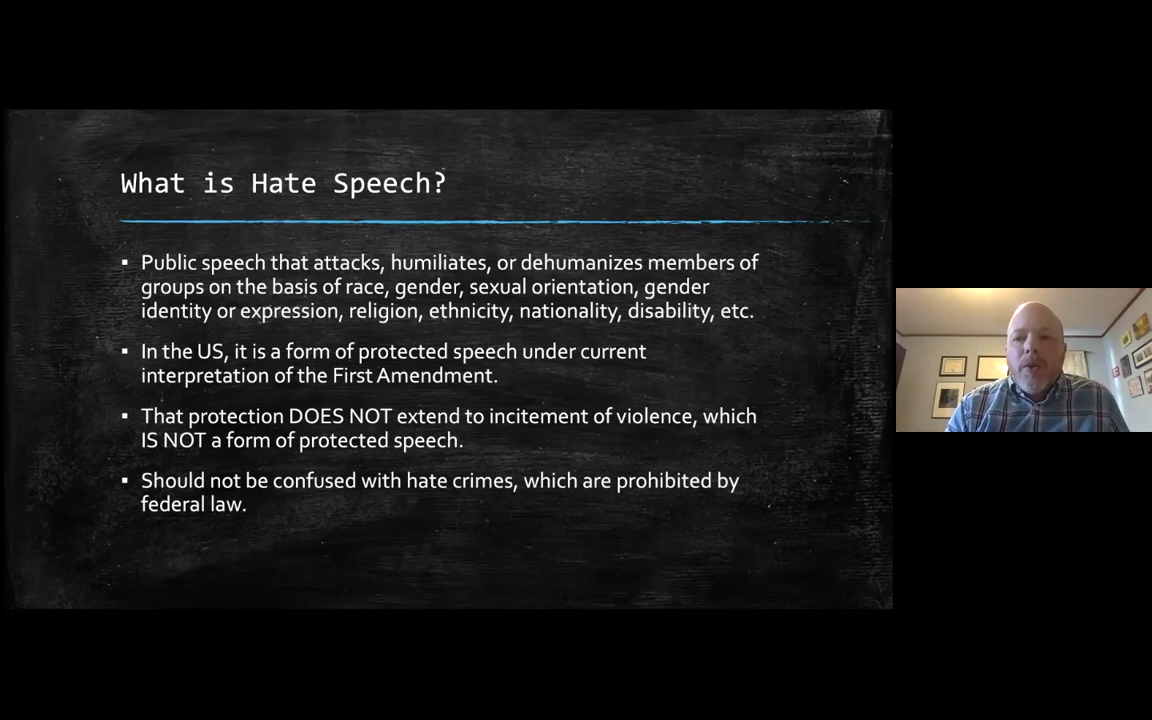 What is Hate Speech?
▪ Public speech that attacks, humiliates, or dehumanizes members of
groups on the basis of race, gender, sexual orientation, gender
identity or expression, religion, ethnicity, nationality, disability, etc.
▪ In the US, it is a form of protected speech under current
interpretation of the First Amendment.
▪ That protection DOES NOT extend to incitement of violence, which
IS NOT a form of protected speech.
▪ Should not be confused with hate crimes, which are prohibited by
federal law.